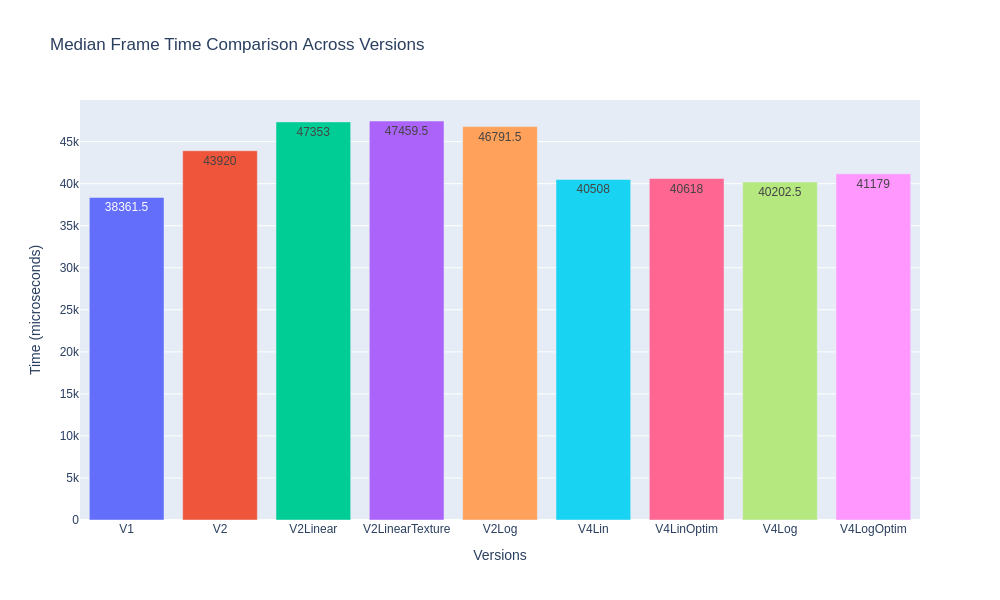 Median Frame Time Comparison Across Versions
Time (microseconds)
45k
40k
35k
30k
25k
20k
15k
10k
5k
0
38361.5
43920
47353
47459.5
46791.5
40508
40618
40202.5
41179
V1
V2
V2Linear
V2LinearTexture
V2Log
V4Lin
V4LinOptim
V4Log
V4LogOptim
Versions